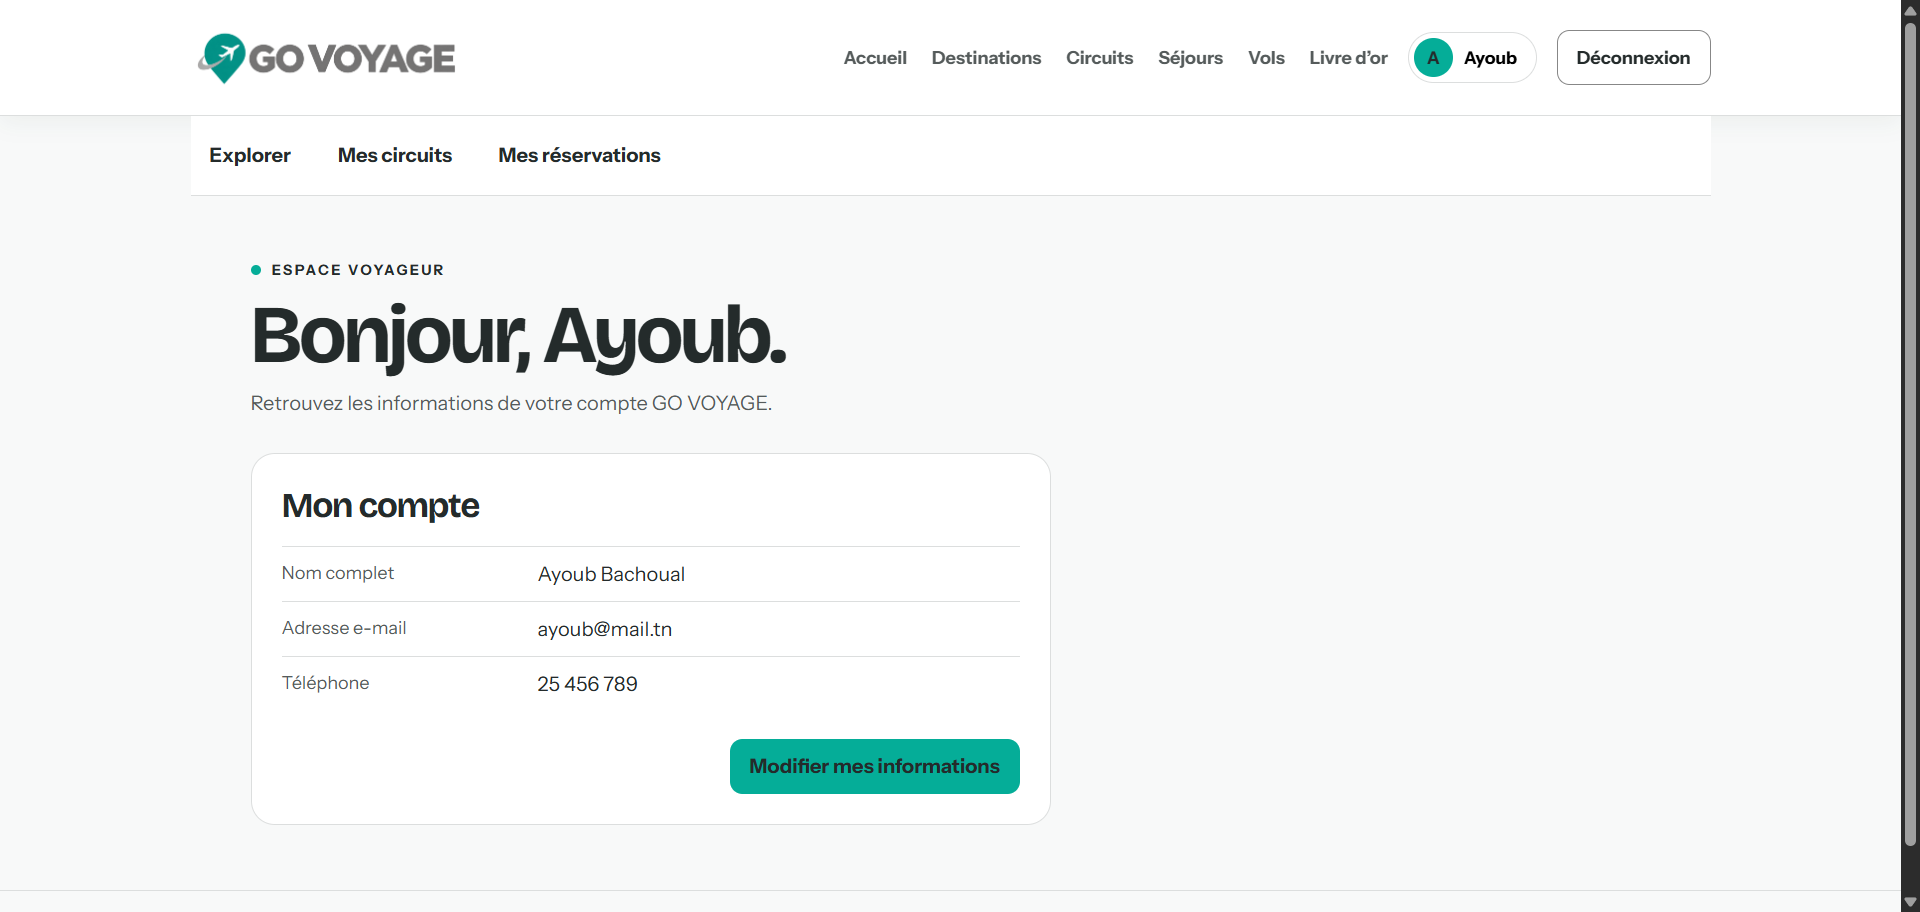 GO VOYAGE
Accueil Destinations Circuits Séjours Vols Livre d’or A Ayoub Déconnexion
Explorer Mes circuits Mes réservations
ESPACE VOYAGEUR
Bonjour, Ayoub.
Retrouvez les informations de votre compte GO VOYAGE.
Mon compte
Nom complet Ayoub Bachoual
Adresse e-mail ayoub@mail.tn
Téléphone 25 456 789
Modifier mes informations